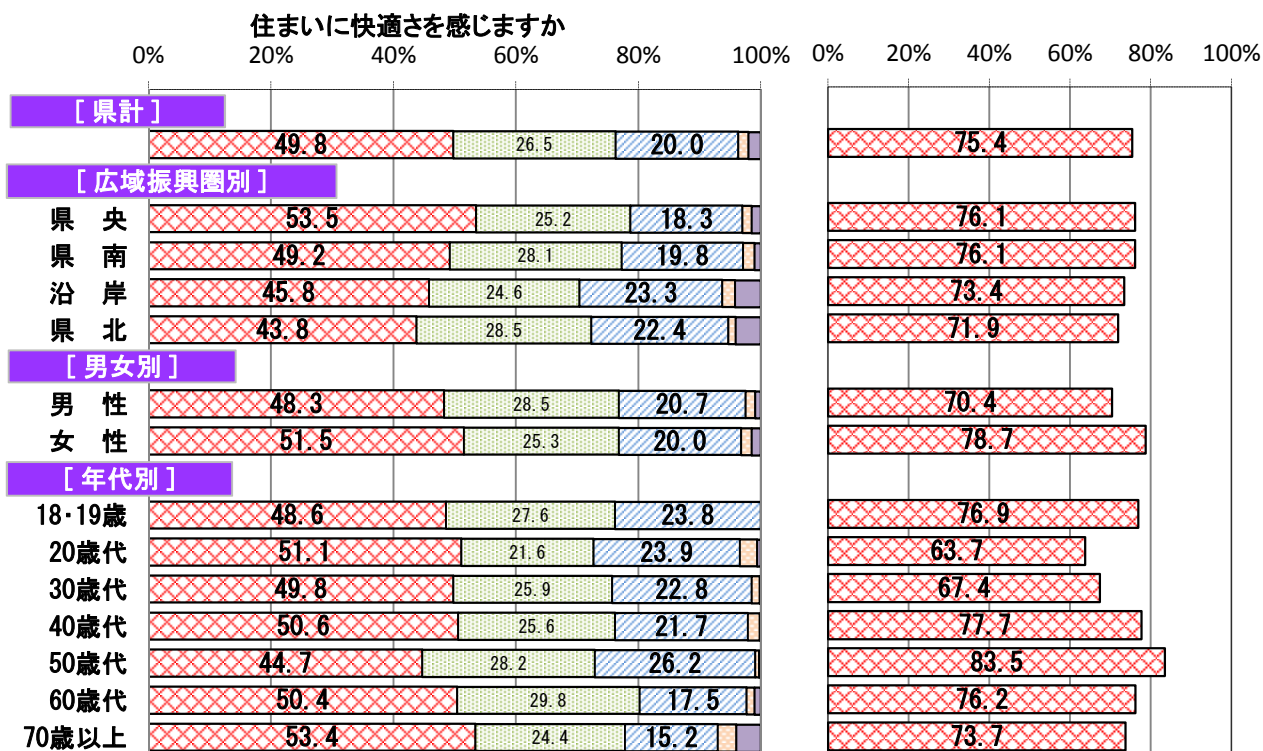 住まいに快適さを感じますか
0% 20% 40% 60% 80% 100% 0% 20% 40% 60% 80% 100%
[ 県計 ]
49.8 26.5 20.0 75.4
[ 広域振興圏別 ]
県 央 53.5 25.2 18.3 76.1
県 南 49.2 28.1 19.8 76.1
沿 岸 45.8 24.6 23.3 73.4
県 北 43.8 28.5 22.4 71.9
[ 男女別 ]
男 性 48.3 28.5 20.7 70.4
女 性 51.5 25.3 20.0 78.7
[ 年代別 ]
18・19歳 48.6 27.6 23.8 76.9
20歳代 51.1 21.6 23.9 63.7
30歳代 49.8 25.9 22.8 67.4
40歳代 50.6 25.6 21.7 77.7
50歳代 44.7 28.2 26.2 83.5
60歳代 50.4 29.8 17.5 76.2
70歳以上 53.4 24.4 15.2 73.7